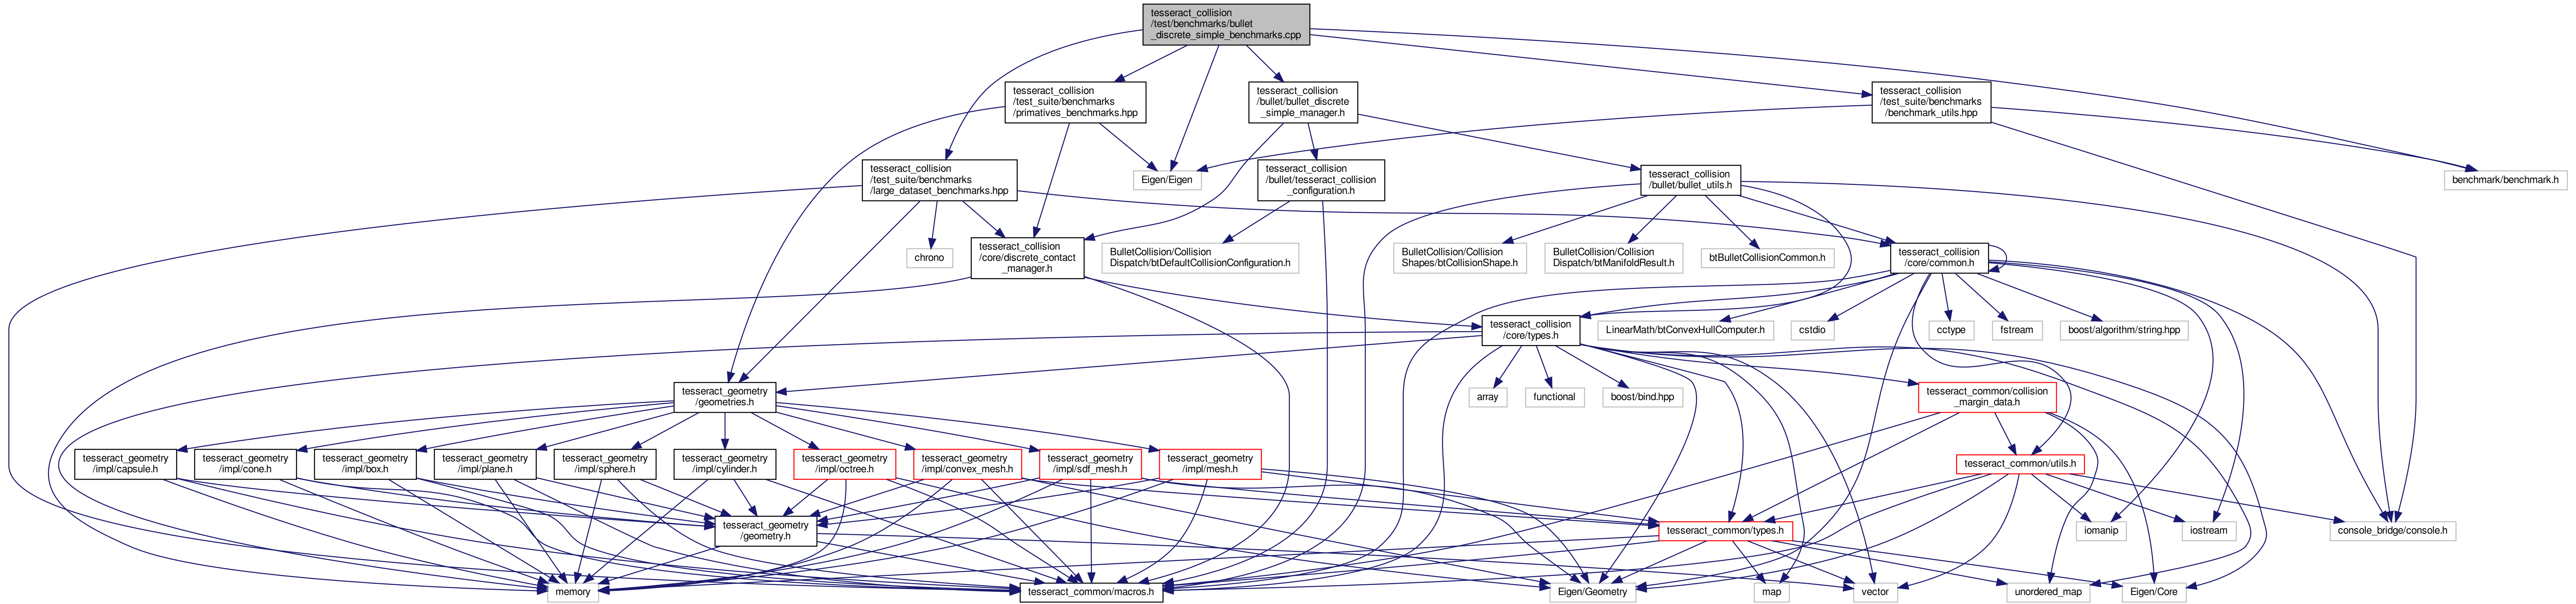 tesseract_collision
/test/benchmarks/bullet
_discrete_simple_benchmarks.cpp
tesseract_collision
/test_suite/benchmarks
/primatives_benchmarks.hpp
tesseract_collision
/bullet/bullet_discrete
_simple_manager.h
tesseract_collision
/test_suite/benchmarks
/benchmark_utils.hpp
tesseract_collision
/test_suite/benchmarks
/large_dataset_benchmarks.hpp
Eigen/Eigen
tesseract_collision
/bullet/tesseract_collision
_configuration.h
tesseract_collision
/bullet/bullet_utils.h
benchmark/benchmark.h
chrono
tesseract_collision
/core/discrete_contact
_manager.h
BulletCollision/Collision
Dispatch/btDefaultCollisionConfiguration.h
BulletCollision/Collision
Shapes/btCollisionShape.h
BulletCollision/Collision
Dispatch/btManifoldResult.h
btBulletCollisionCommon.h
tesseract_collision
/core/common.h
tesseract_collision
/core/types.h
LinearMath/btConvexHullComputer.h
cstdio
cctype
fstream
boost/algorithm/string.hpp
tesseract_geometry
/geometries.h
array
functional
boost/bind.hpp
tesseract_common/collision
_margin_data.h
tesseract_geometry
/impl/capsule.h
tesseract_geometry
/impl/cone.h
tesseract_geometry
/impl/box.h
tesseract_geometry
/impl/plane.h
tesseract_geometry
/impl/sphere.h
tesseract_geometry
/impl/cylinder.h
tesseract_geometry
/impl/octree.h
tesseract_geometry
/impl/convex_mesh.h
tesseract_geometry
/impl/sdf_mesh.h
tesseract_geometry
/impl/mesh.h
tesseract_common/utils.h
tesseract_geometry
/geometry.h
tesseract_common/types.h
iomanip
iostream
console_bridge/console.h
memory
tesseract_common/macros.h
Eigen/Geometry
map
vector
unordered_map
Eigen/Core